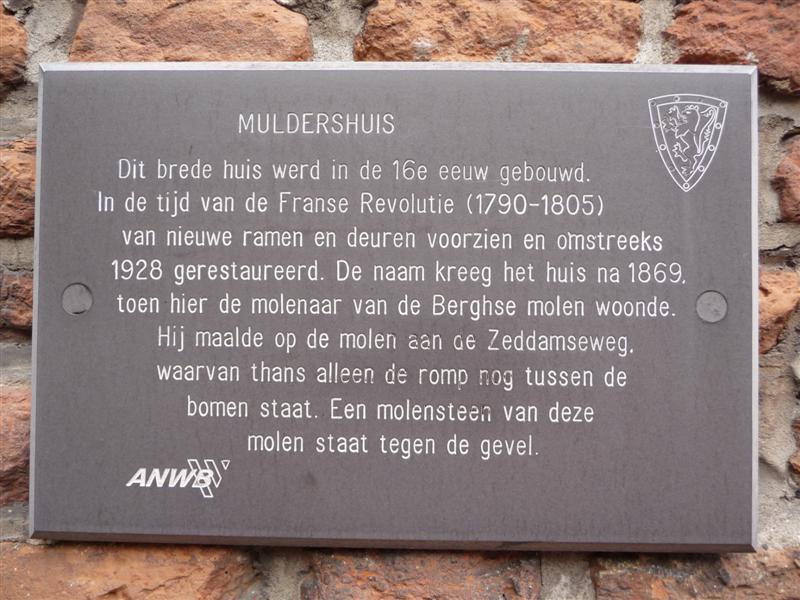 MULDERSHUIS
Dit brede huis werd in de 16e eeuw gebouwd.
In de tijd van de Franse Revolutie (1790-1805)
van nieuwe ramen en deuren voorzien en omstreeks
1928 gerestaureerd. De naam kreeg het huis na 1869,
toen hier de molenaar van de Berghse molen woonde.
Hij maalde op de molen aan de Zeddamseweg,
waarvan thans alleen de romp nog tussen de
bomen staat. Een molensteen van deze
molen staat tegen de gevel.
ANWB